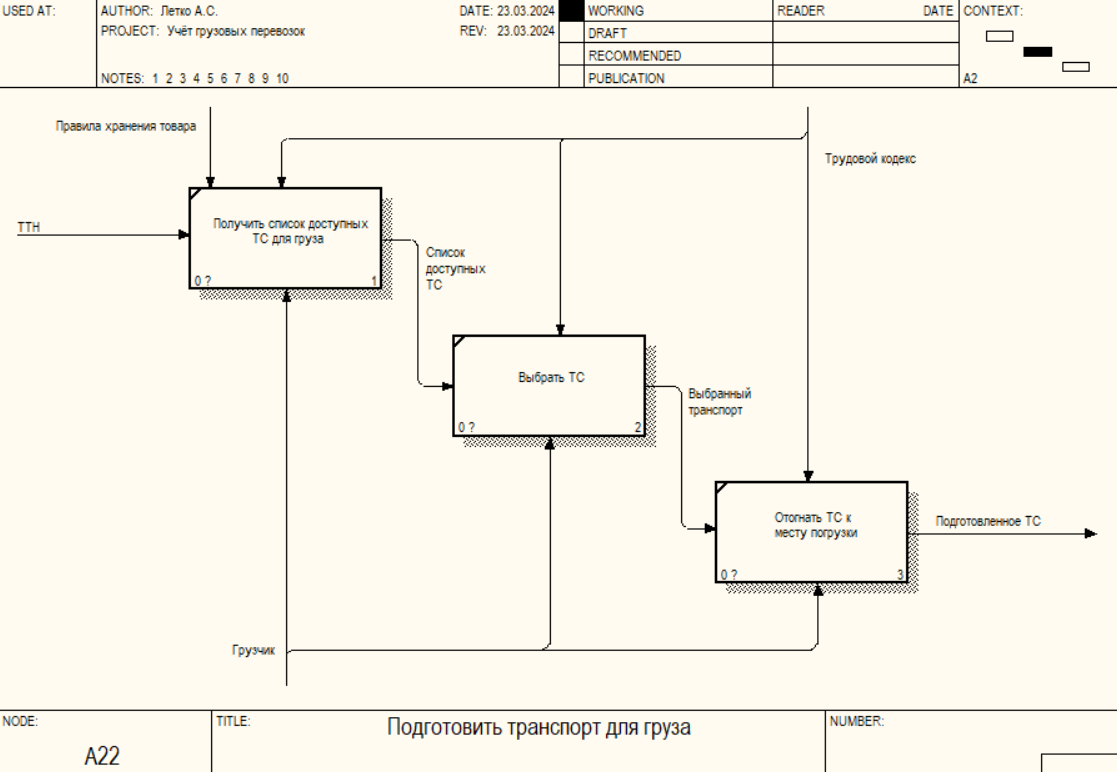 USED AT:
AUTHOR: Летко А.С.
DATE: 23.03.2024
WORKING
READER
DATE
CONTEXT:
PROJECT: Учёт грузовых перевозок
REV: 23.03.2024
DRAFT
RECOMMENDED
NOTES: 1 2 3 4 5 6 7 8 9 10
PUBLICATION
A2
Правила хранения товара
Трудовой кодекс
ТТН
Получить список доступных
ТС для груза
0 ?
1
Список
доступных
ТС
Выбрать ТС
0 ?
2
Выбранный
транспорт
Отогнать ТС к
месту погрузки
0 ?
3
Подготовленное ТС
Грузчик
NODE:
A22
TITLE:
Подготовить транспорт для груза
NUMBER: